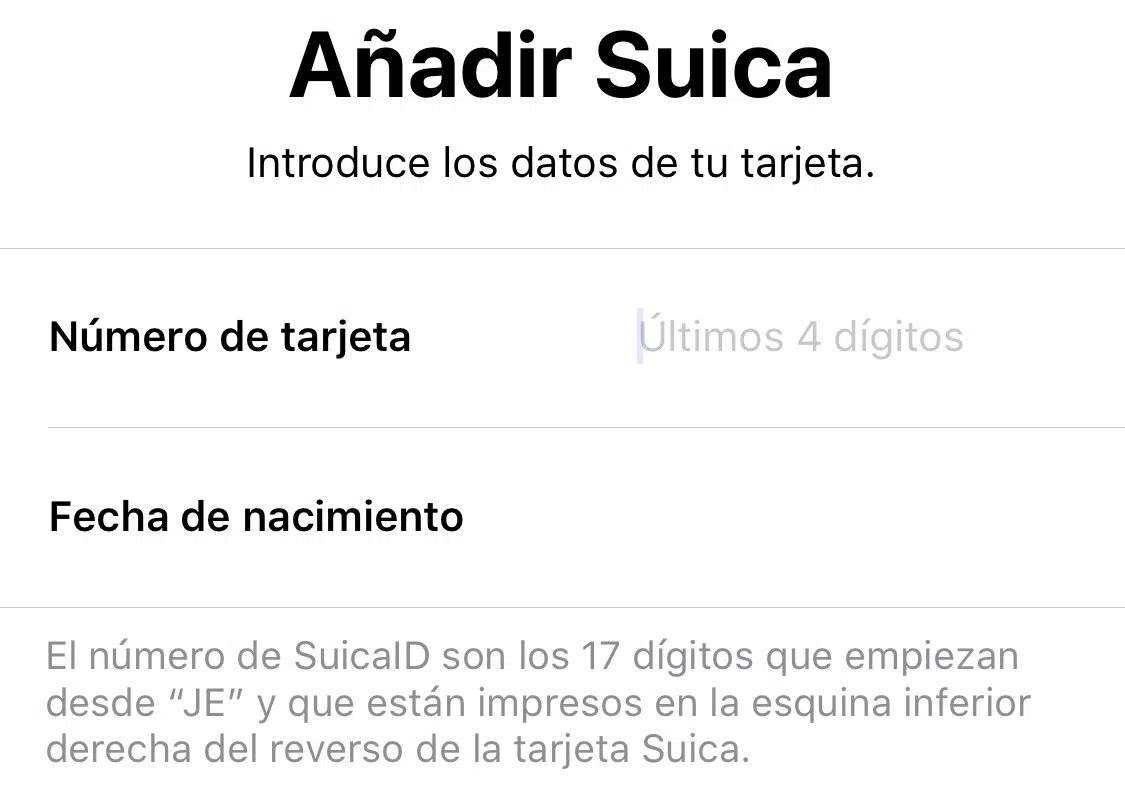 Añadir Suica
Introduce los datos de tu tarjeta.
Número de tarjeta Últimos 4 dígitos
Fecha de nacimiento
El número de SuicaID son los 17 dígitos que empiezan
desde “JE” y que están impresos en la esquina inferior
derecha del reverso de la tarjeta Suica.